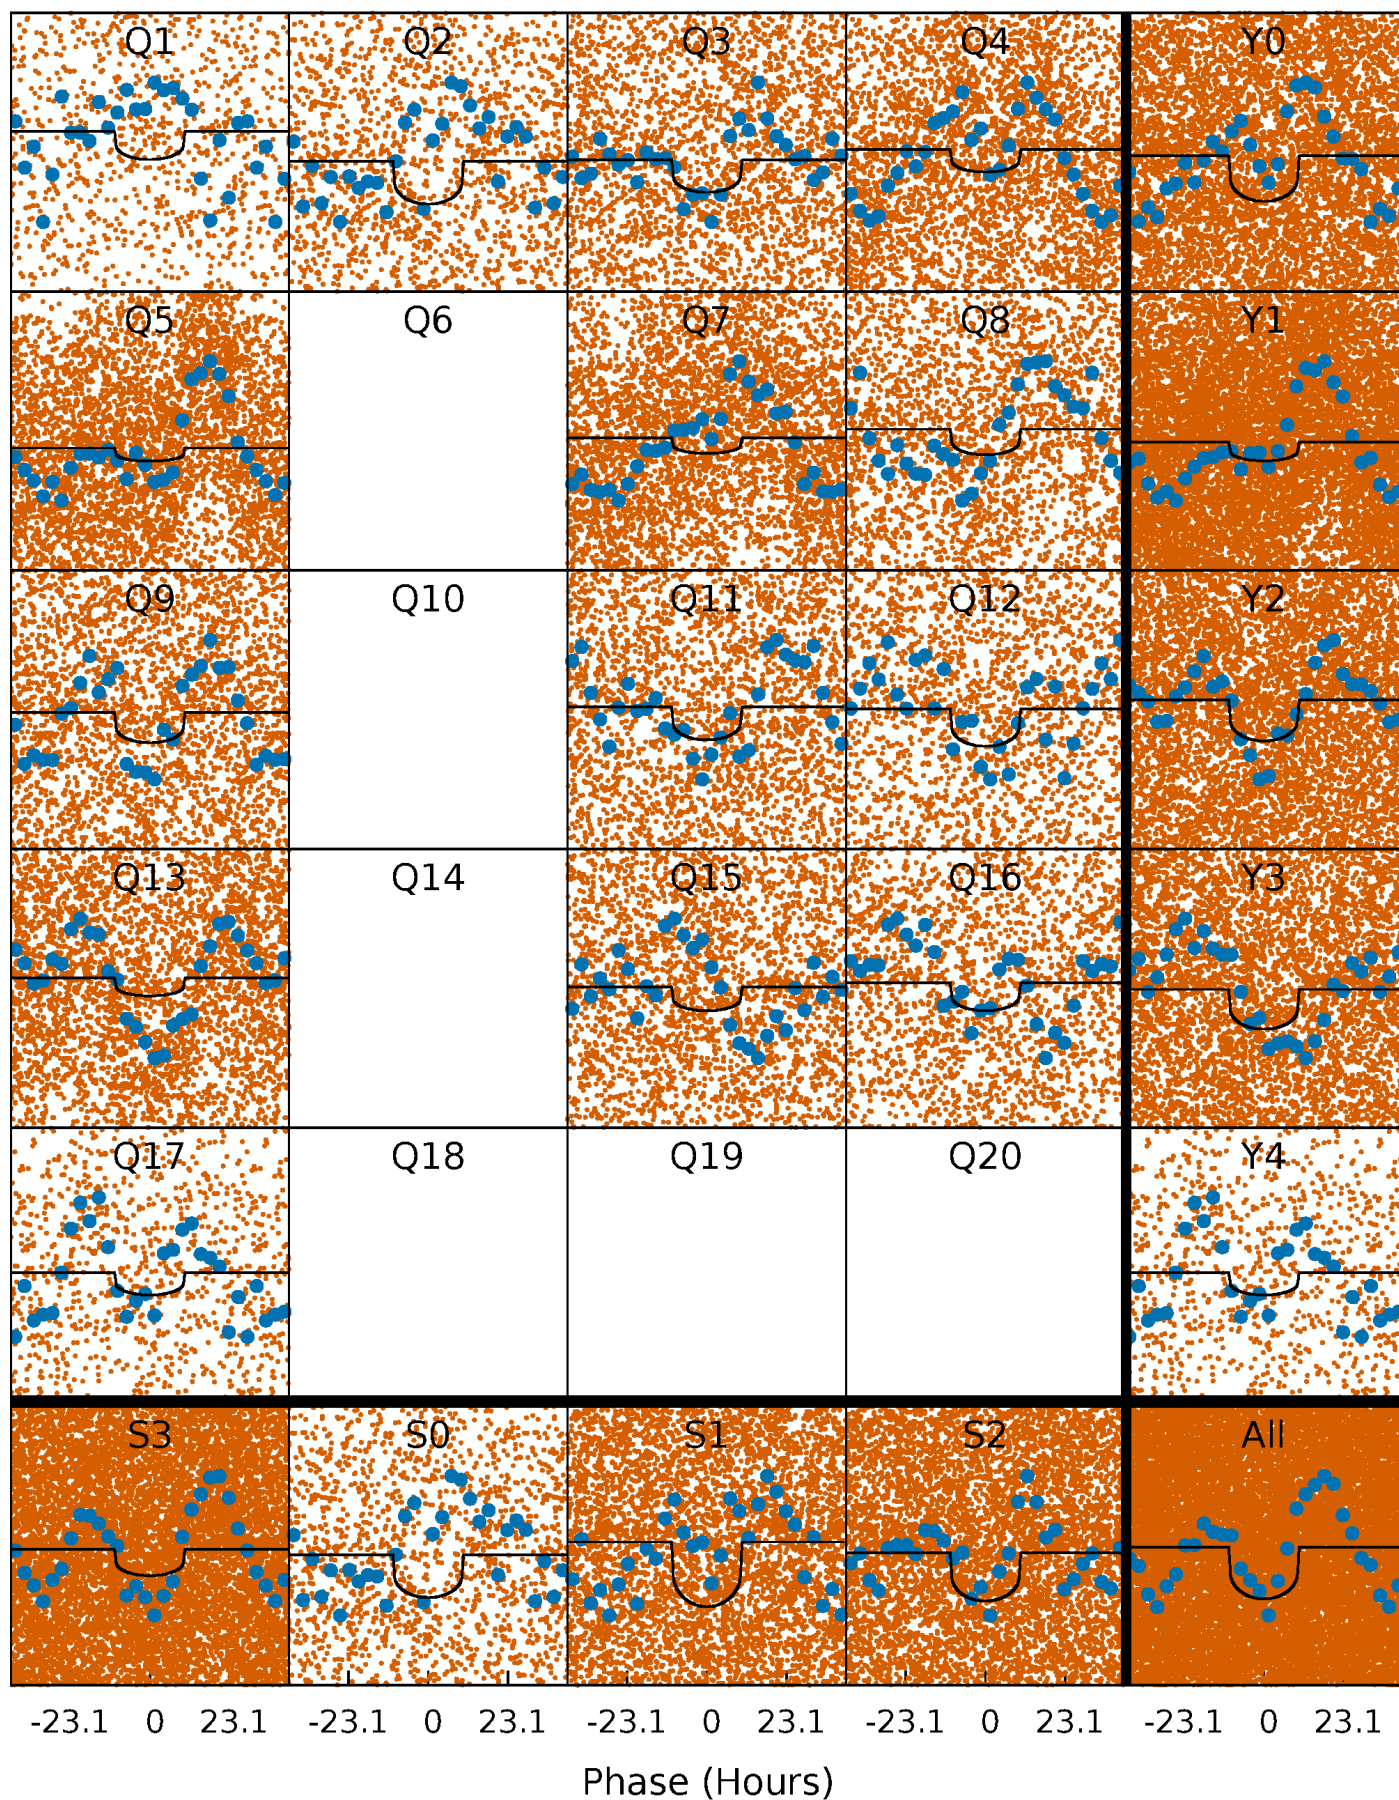 Q1 Q2 Q3 Q4 Y0
Q5 Q6 Q7 Q8 Y1
Q9 Q10 Q11 Q12 Y2
Q13 Q14 Q15 Q16 Y3
Q17 Q18 Q19 Q20 Y4
S3 S0 S1 S2 All
-23.1 0 23.1 -23.1 0 23.1 -23.1 0 23.1 -23.1 0 23.1 -23.1 0 23.1
Phase (Hours)